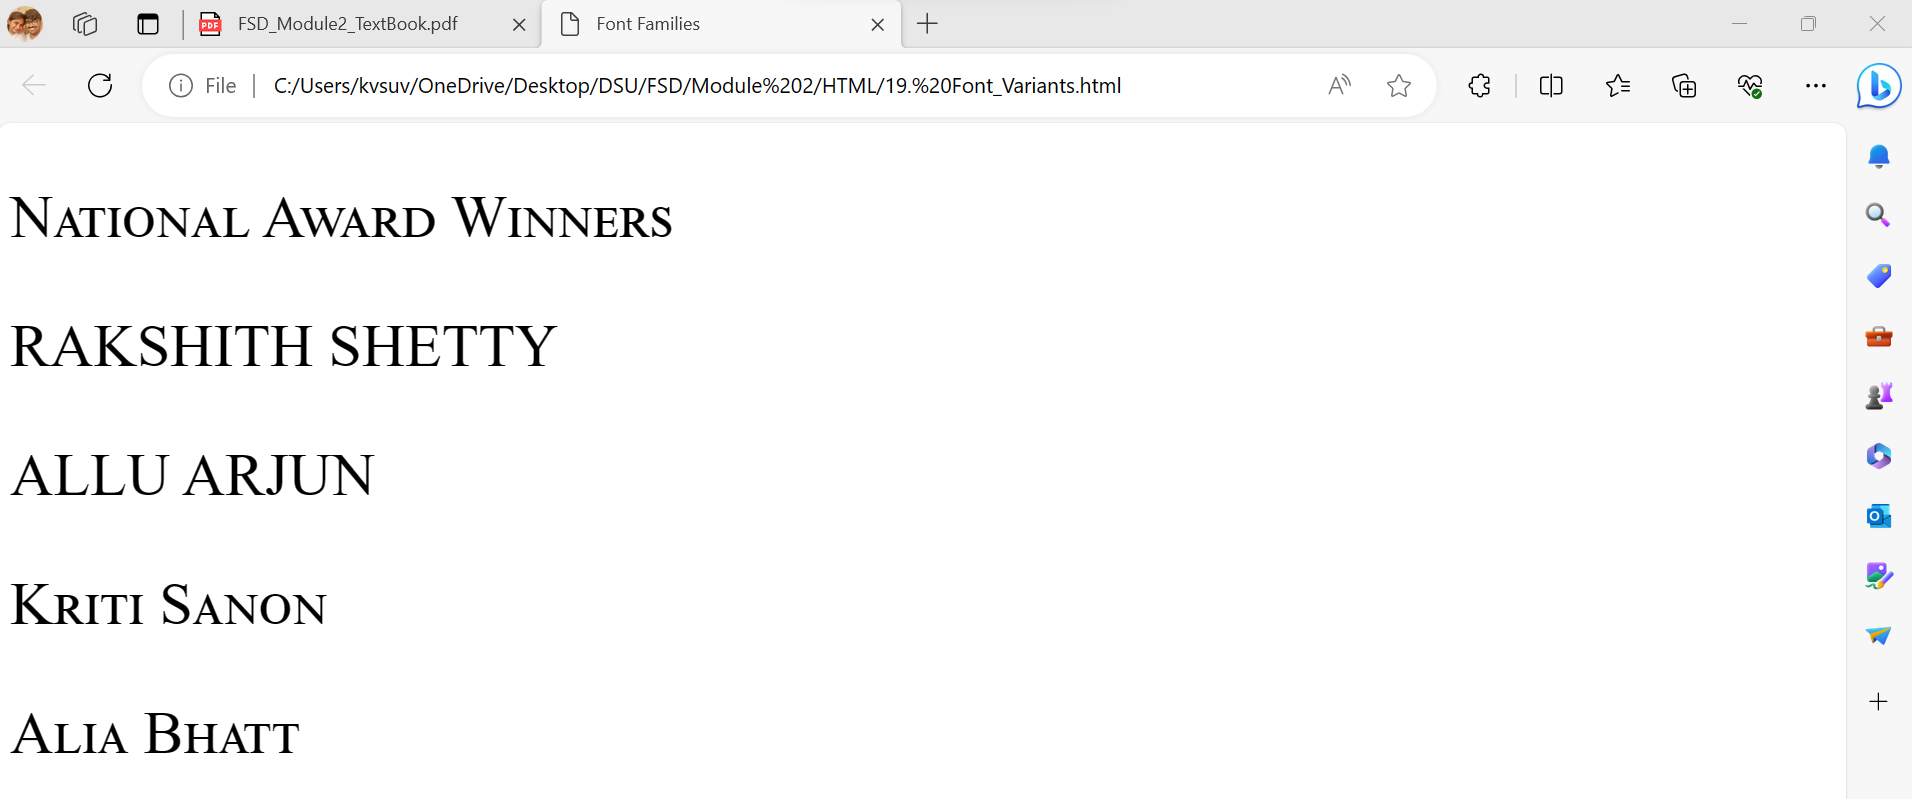 FSD_Module2_TextBook.pdf
Font Families
File
C:/Users/kvsuv/OneDrive/Desktop/DSU/FSD/Module%202/HTML/19.%20Font_Variants.html
National Award Winners
RAKSHITH SHETTY
ALLU ARJUN
Kriti Sanon
Alia Bhatt